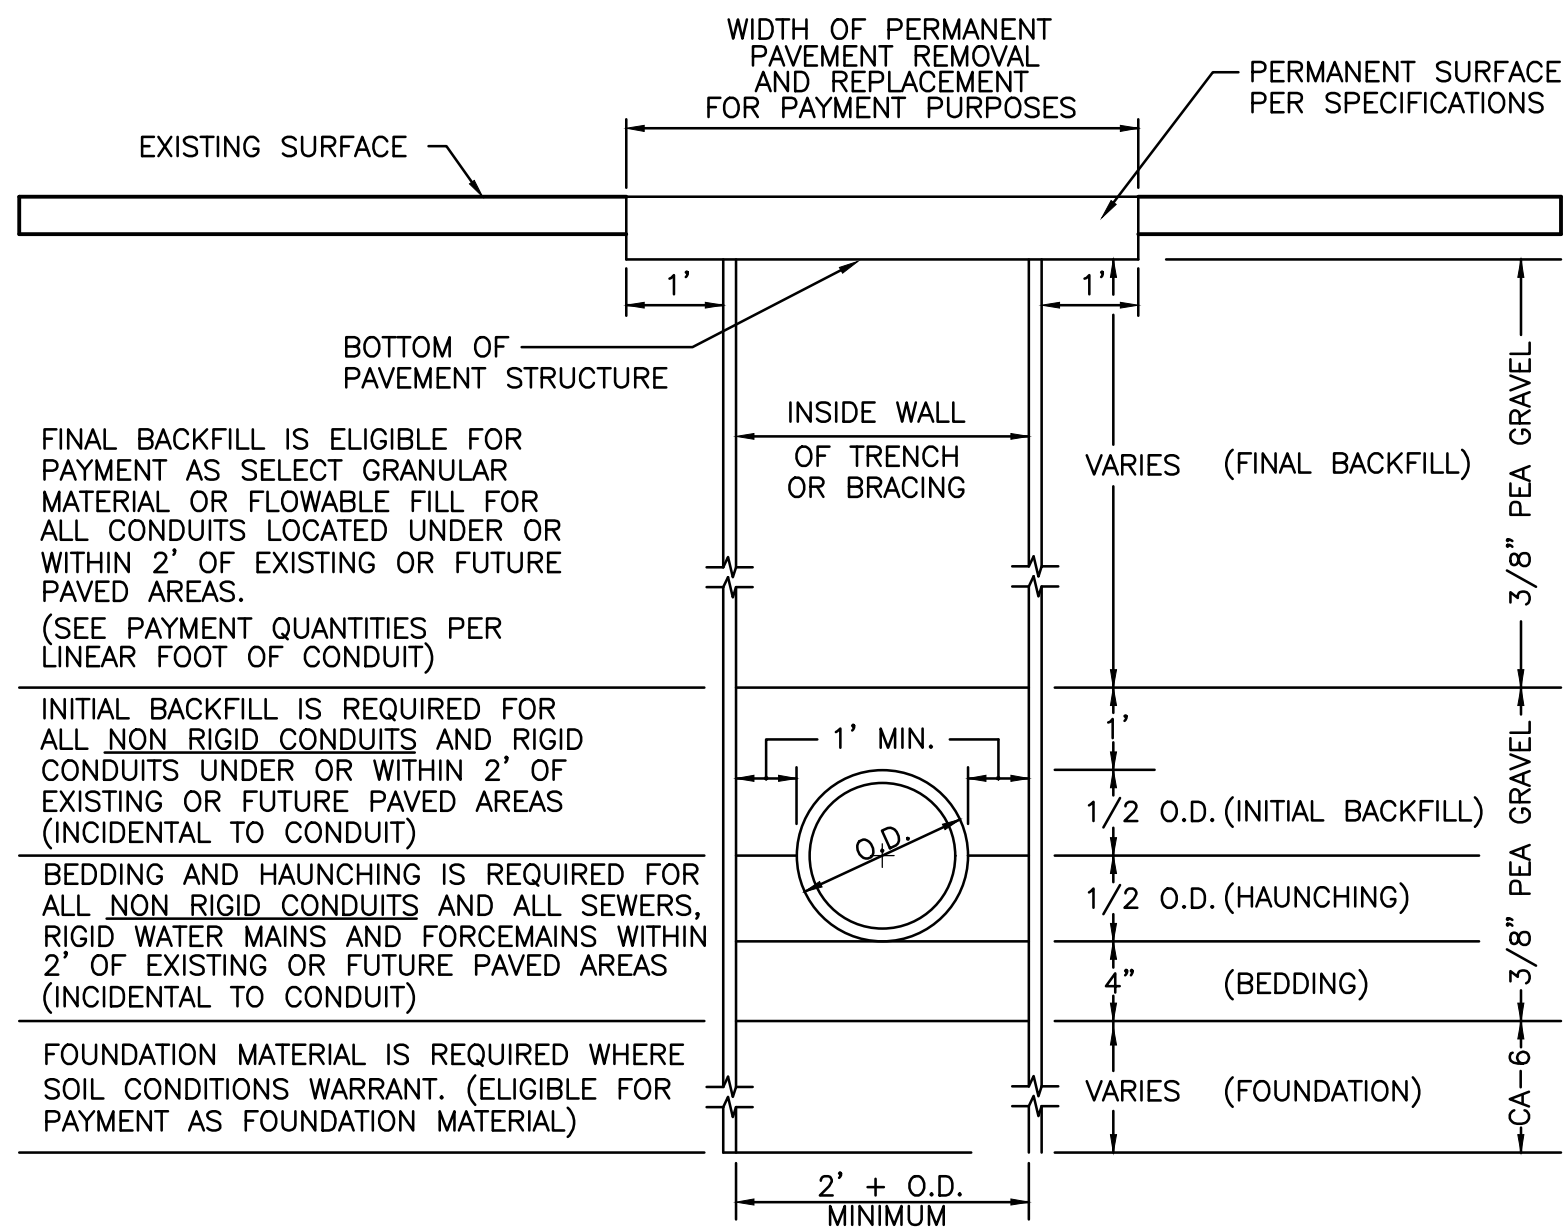 WIDTH OF PERMANENT
PAVEMENT REMOVAL
AND REPLACEMENT
FOR PAYMENT PURPOSES
PERMANENT SURFACE
PER SPECIFICATIONS
EXISTING SURFACE
1'
1'
BOTTOM OF
PAVEMENT STRUCTURE
INSIDE WALL
OF TRENCH
OR BRACING
VARIES (FINAL BACKFILL)
3/8" PEA GRAVEL
FINAL BACKFILL IS ELIGIBLE FOR
PAYMENT AS SELECT GRANULAR
MATERIAL OR FLOWABLE FILL FOR
ALL CONDUITS LOCATED UNDER OR
WITHIN 2' OF EXISTING OR FUTURE
PAVED AREAS.
(SEE PAYMENT QUANTITIES PER
LINEAR FOOT OF CONDUIT)
INITIAL BACKFILL IS REQUIRED FOR
ALL NON RIGID CONDUITS AND RIGID
CONDUITS UNDER OR WITHIN 2' OF
EXISTING OR FUTURE PAVED AREAS
(INCIDENTAL TO CONDUIT)
1' MIN.
O.D.
1'
1/2 O.D. (INITIAL BACKFILL)
BEDDING AND HAUNCHING IS REQUIRED FOR
ALL NON RIGID CONDUITS AND ALL SEWERS,
RIGID WATER MAINS AND FORCEMAINS WITHIN
2' OF EXISTING OR FUTURE PAVED AREAS
(INCIDENTAL TO CONDUIT)
1/2 O.D. (HAUNCHING)
4" (BEDDING)
3/8" PEA GRAVEL
FOUNDATION MATERIAL IS REQUIRED WHERE
SOIL CONDITIONS WARRANT. (ELIGIBLE FOR
PAYMENT AS FOUNDATION MATERIAL)
VARIES (FOUNDATION)
CA-6
2' + O.D.
MINIMUM